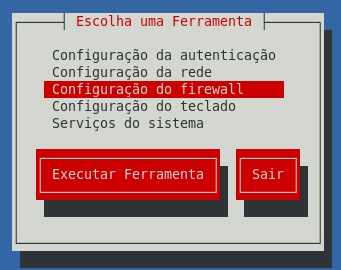 Escolha uma Ferramenta
Configuração da autenticação
Configuração da rede
Configuração do firewall
Configuração do teclado
Serviços do sistema
Executar Ferramenta
Sair